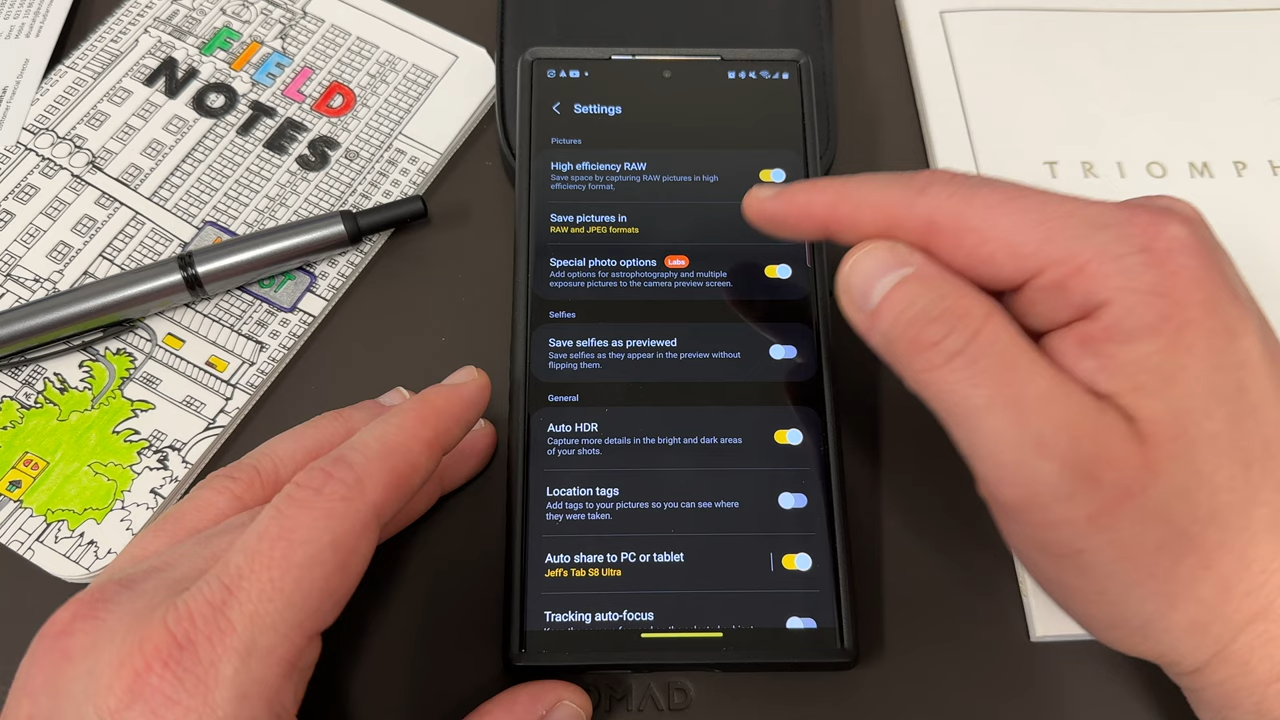 FIELD
NOTES
Settings
Pictures
High efficiency RAW
Save space by capturing RAW pictures in high
efficiency format.
Save pictures in
RAW and JPEG formats
Special photo options Labs
Add options for astrophotography and multiple
exposure pictures to the camera preview screen.
Selfies
Save selfies as previewed
Save selfies as they appear in the preview without
flipping them.
General
Auto HDR
Capture more details in the bright and dark areas
of your shots.
Location tags
Add tags to your pictures so you can see where
they were taken.
Auto share to PC or tablet
Jeff's Tab S8 Ultra
Tracking auto-focus
TRIOMPH
OMAD